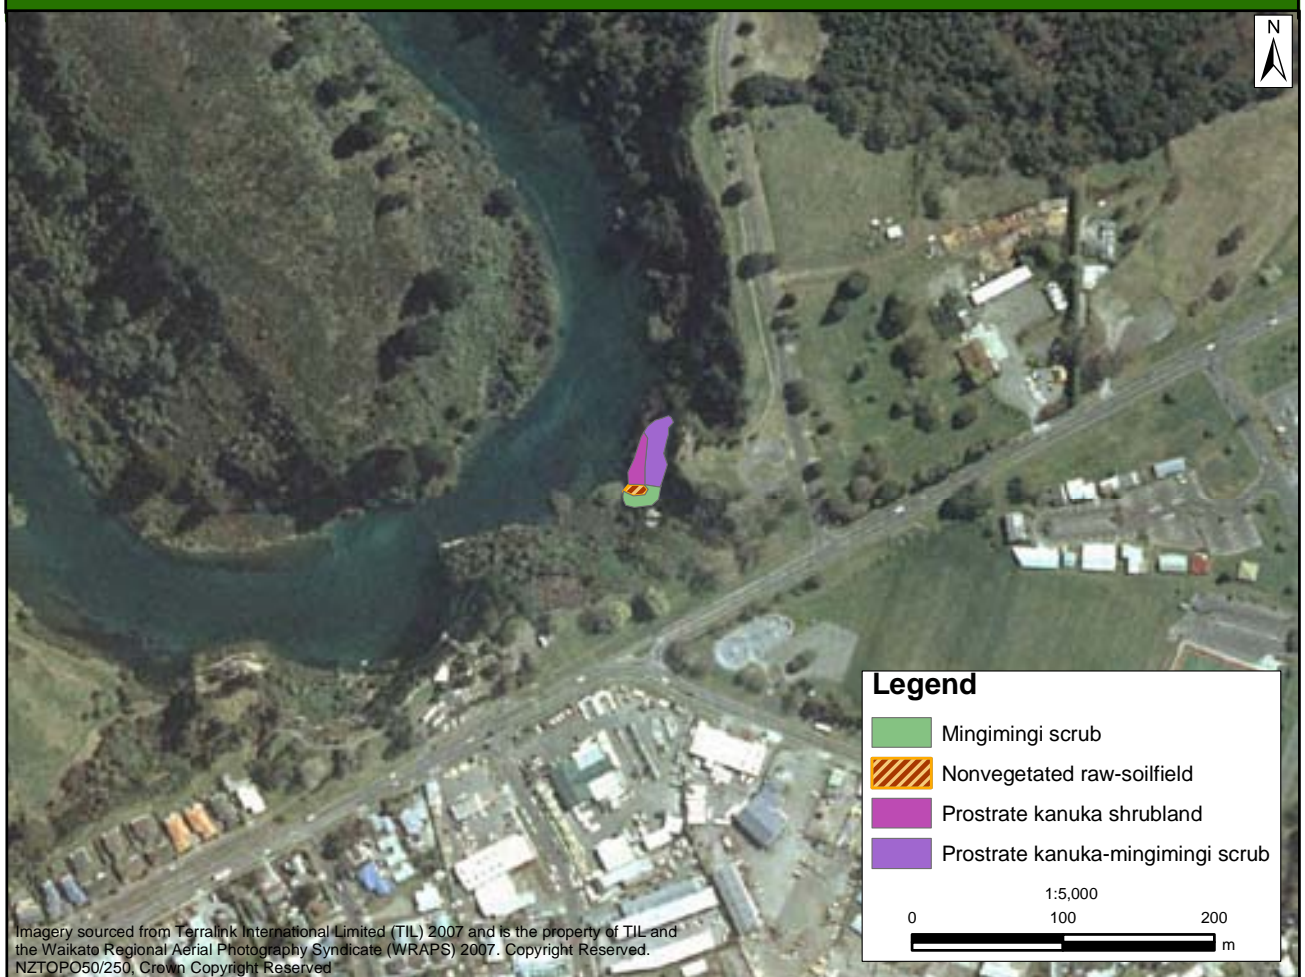 N
Legend
Mingimingi scrub
Nonvegetated raw-soilfield
Prostrate kanuka shrubland
Prostrate kanuka-mingimingi scrub
1:5,000
0 100 200
m
Imagery sourced from Terralink International Limited (TIL) 2007 and is the property of TIL and
the Waikato Regional Aerial Photography Syndicate (WRAPS) 2007. Copyright Reserved.
NZTOPO50/250, Crown Copyright Reserved